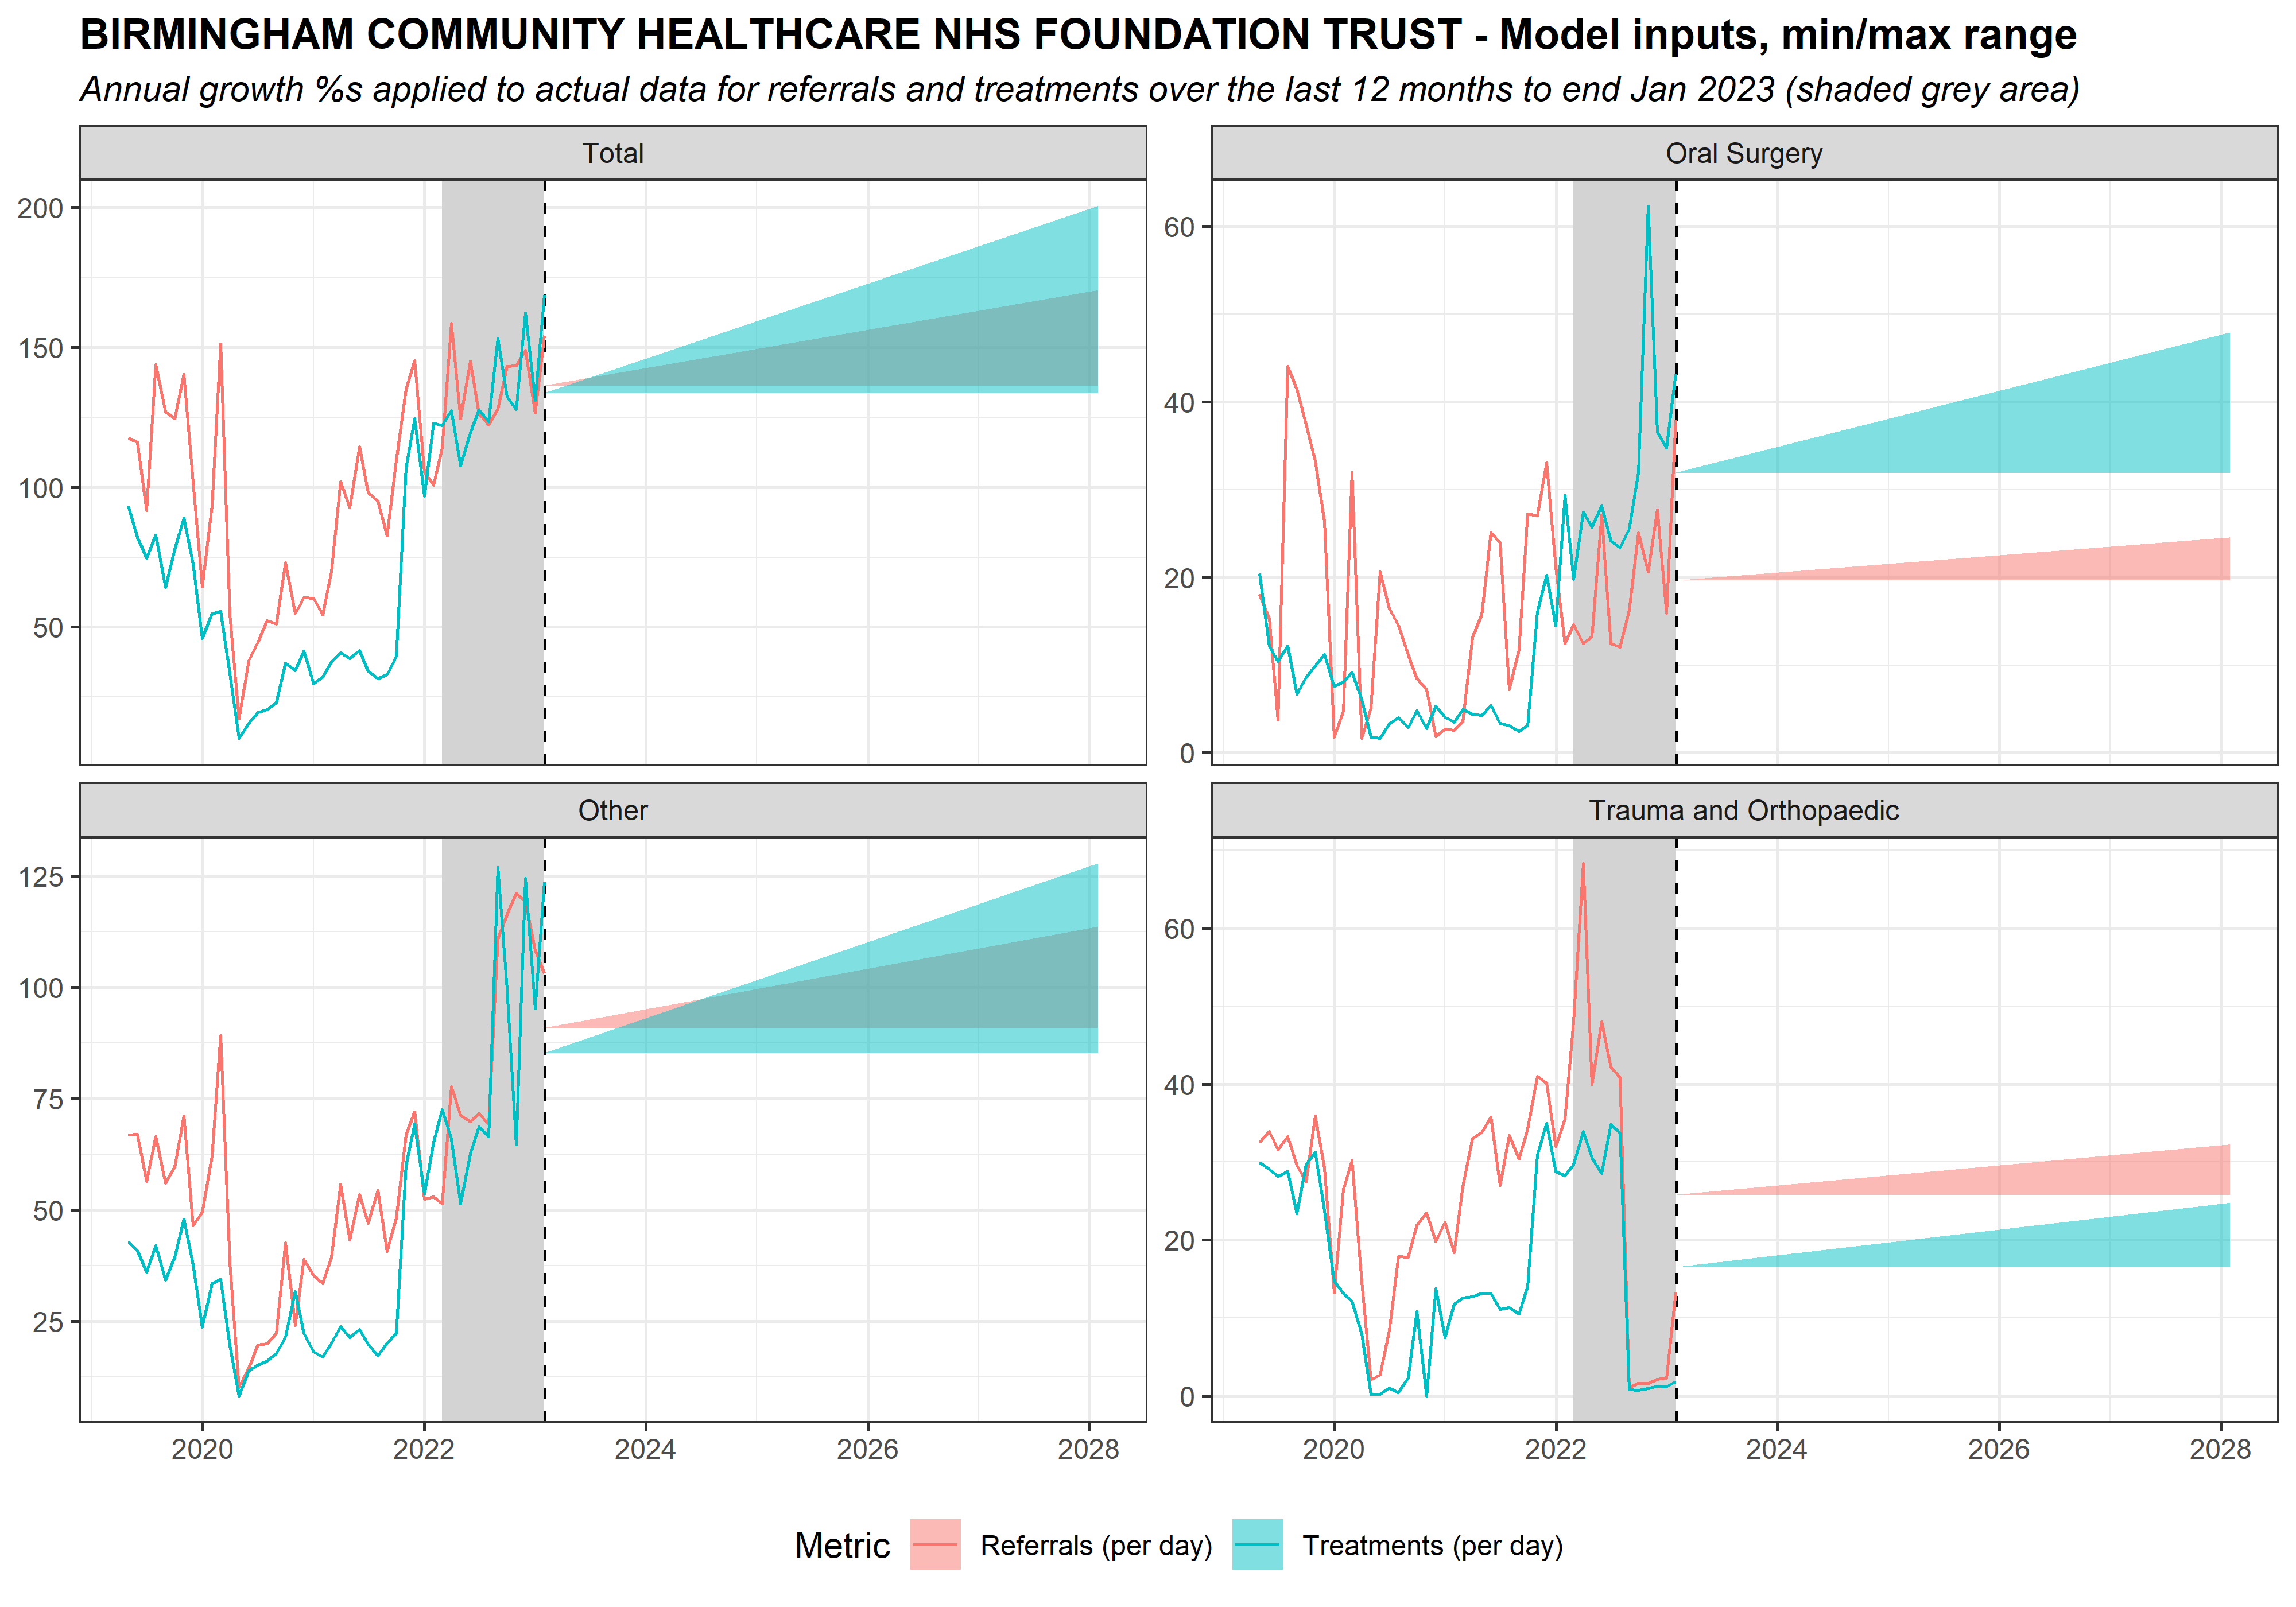 BIRMINGHAM COMMUNITY HEALTHCARE NHS FOUNDATION TRUST - Model inputs, min/max range
Annual growth %s applied to actual data for referrals and treatments over the last 12 months to end Jan 2023 (shaded grey area)
Total
200
150
100
50
Oral Surgery
60
40
20
0
Other
125
100
75
50
25
2020 2022 2024 2026 2028
Trauma and Orthopaedic
60
40
20
0
2020 2022 2024 2026 2028
Metric Referrals (per day) Treatments (per day)